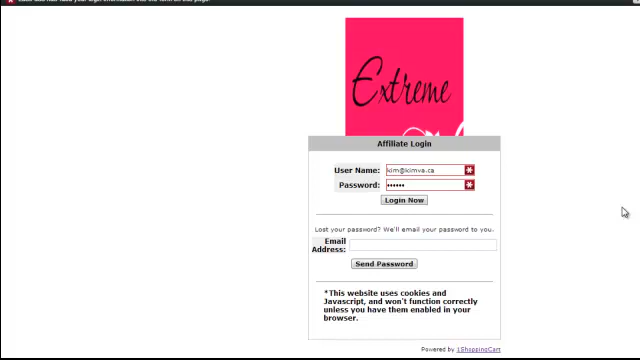 Extreme
Affiliate Login
User Name: kim@kimva.ca
Password: ••••••
Login Now
Lost your password? We'll email your password to you.
Email
Address:
Send Password
*This website uses cookies and
Javascript, and won't function correctly
unless you have them enabled in your
browser.
Powered by 1ShoppingCart